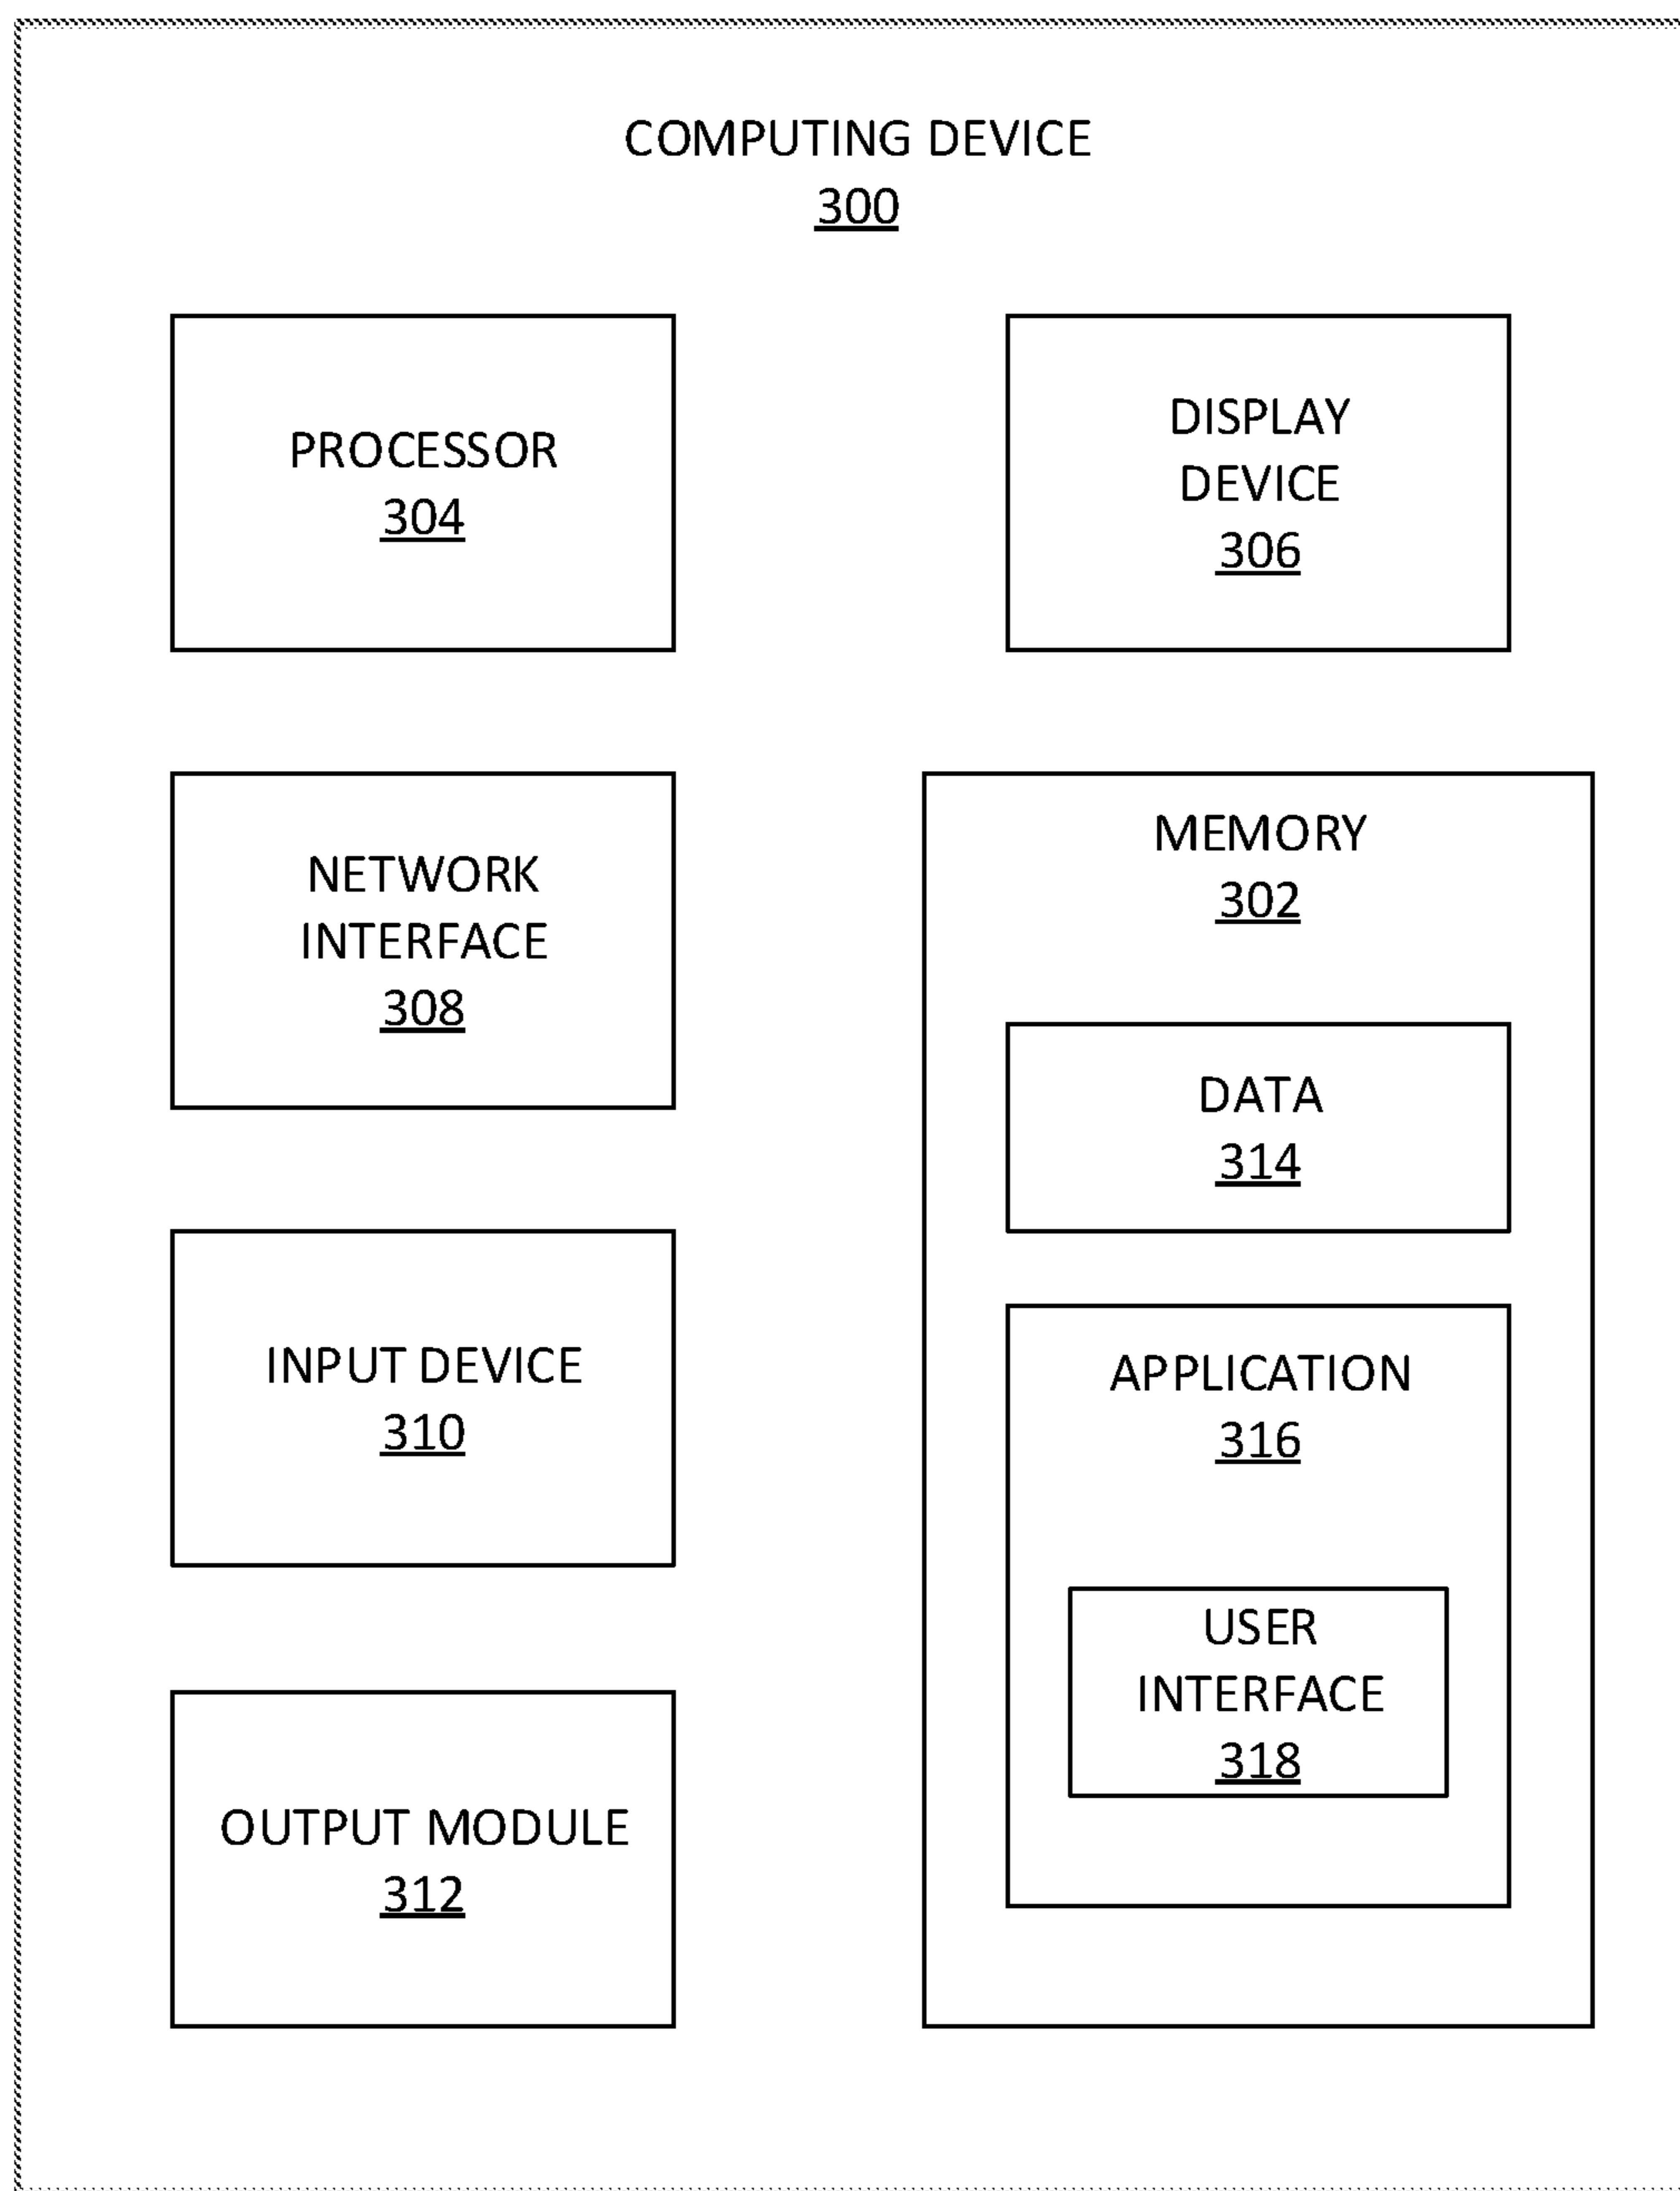 COMPUTING DEVICE
300
PROCESSOR
304
DISPLAY
DEVICE
306
NETWORK
INTERFACE
308
MEMORY
302
DATA
314
INPUT DEVICE
310
APPLICATION
316
USER
INTERFACE
318
OUTPUT MODULE
312